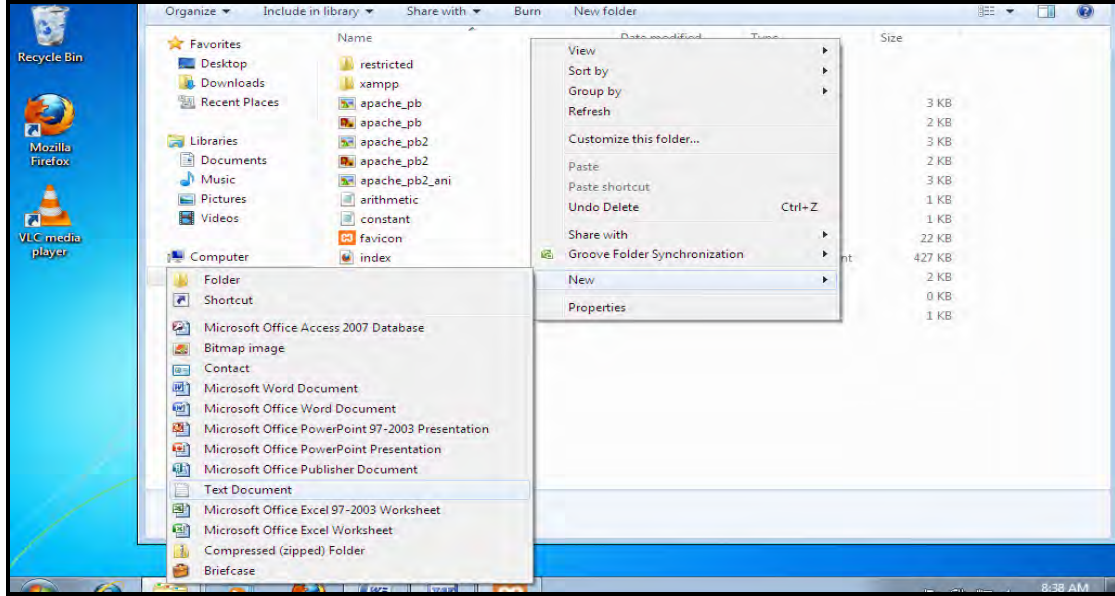 Organize Include in library Share with Burn New folder
Recycle Bin
Mozilla
Firefox
VLC media
player
Favorites
Desktop
Downloads
Recent Places
Libraries
Documents
Music
Pictures
Videos
Computer
Name Date modified Type Size
restricted
xampp
apache_pb 3 KB
apache_pb 2 KB
apache_pb2 3 KB
apache_pb2 2 KB
apache_pb2_ani 3 KB
arithmetic 1 KB
constant 1 KB
favicon 22 KB
index 427 KB
2 KB
0 KB
1 KB
View
Sort by
Group by
Refresh
Customize this folder...
Paste
Paste shortcut
Undo Delete Ctrl+Z
Share with
Groove Folder Synchronization
New
Properties
Folder
Shortcut
Microsoft Office Access 2007 Database
Bitmap image
Contact
Microsoft Word Document
Microsoft Office Word Document
Microsoft Office PowerPoint 97-2003 Presentation
Microsoft Office PowerPoint Presentation
Microsoft Office Publisher Document
Text Document
Microsoft Office Excel 97-2003 Worksheet
Microsoft Office Excel Worksheet
Compressed (zipped) Folder
Briefcase
8:38 AM